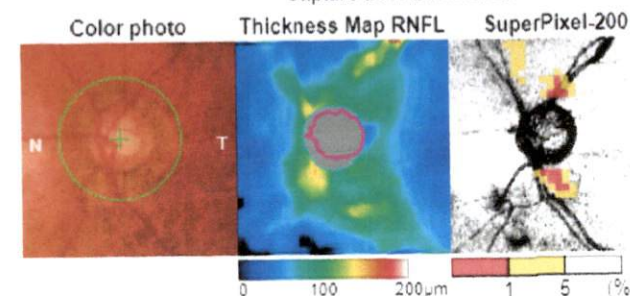 Color photo Thickness Map RNFL SuperPixel-200
N T
0 100 200μm 1 5 (%